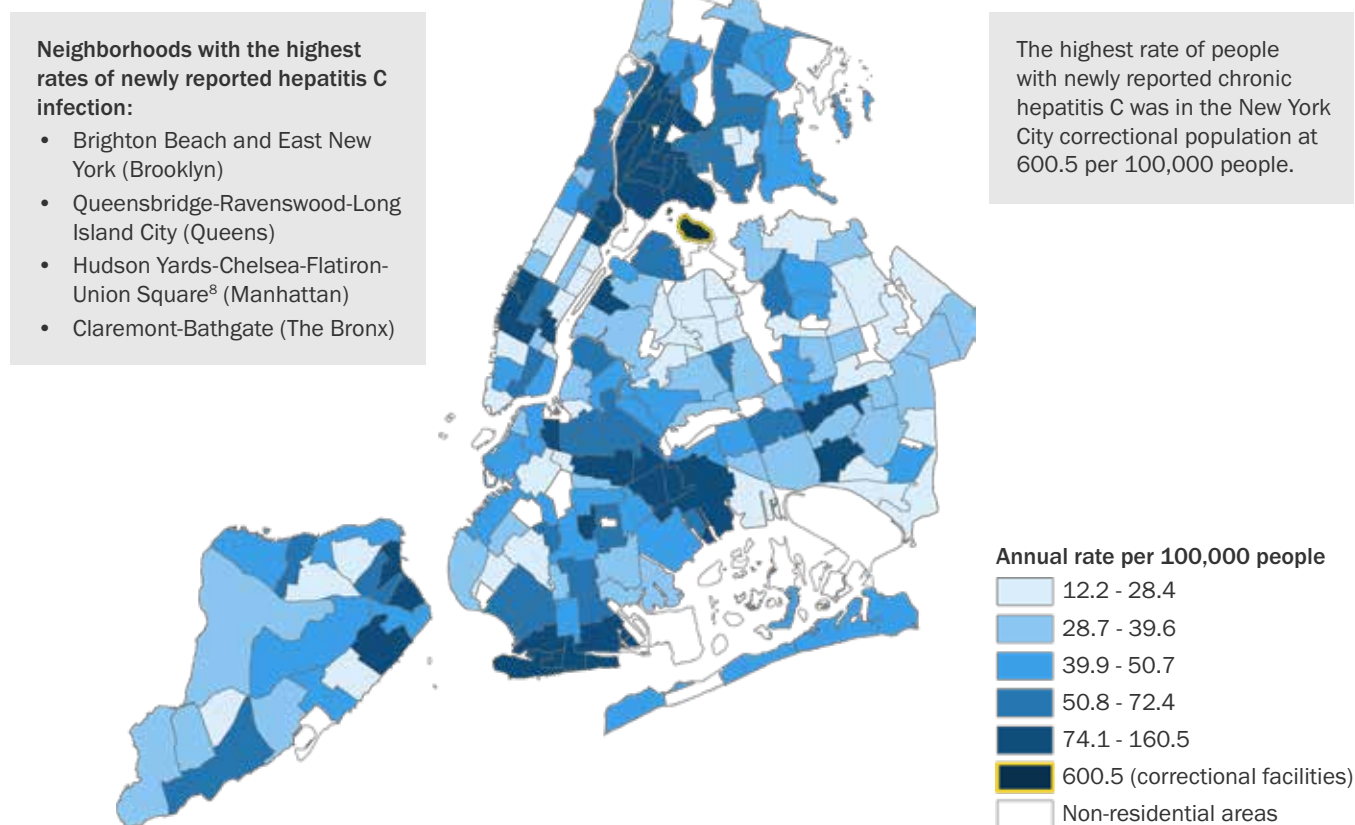 Neighborhoods with the highest
rates of newly reported hepatitis C
infection:
• Brighton Beach and East New
York (Brooklyn)
• Queensbridge-Ravenswood-Long
Island City (Queens)
• Hudson Yards-Chelsea-Flatiron-
Union Square⁸ (Manhattan)
• Claremont-Bathgate (The Bronx)
The highest rate of people
with newly reported chronic
hepatitis C was in the New York
City correctional population at
600.5 per 100,000 people.
Annual rate per 100,000 people
12.2 - 28.4
28.7 - 39.6
39.9 - 50.7
50.8 - 72.4
74.1 - 160.5
600.5 (correctional facilities)
Non-residential areas